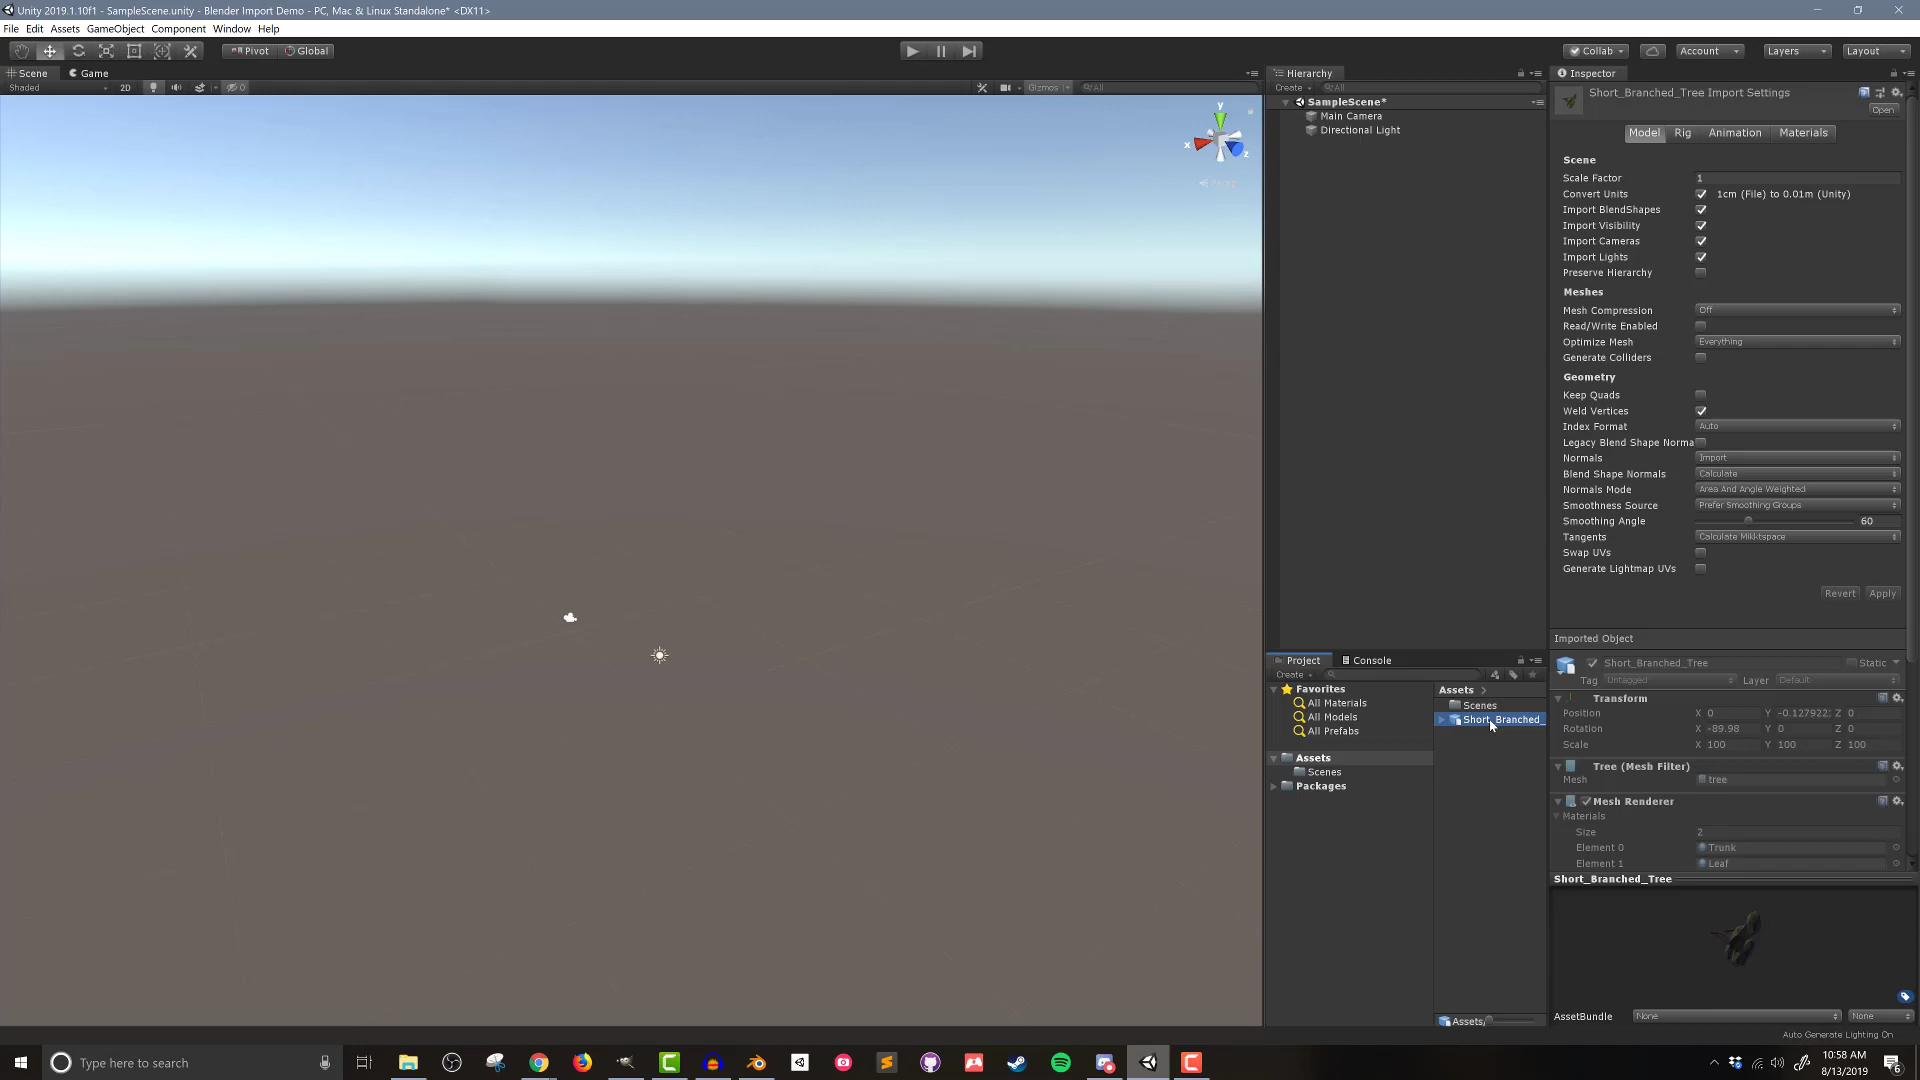 Unity 2019.1.10f1 - SampleScene.unity - Blender Import Demo - PC, Mac & Linux Standalone* <DX11>
File Edit Assets GameObject Component Window Help
Pivot Global Collab Account Layers Layout
Scene Game
Shaded 2D 0 Gizmos All
y
x
z
Persp
Hierarchy
Create All
SampleScene*
Main Camera
Directional Light
Project Console
Create
Favorites
All Materials
All Models
All Prefabs
Assets
Scenes
Packages
Assets
Scenes
Short_Branched_
Assets/
Inspector
Short_Branched_Tree Import Settings
Open
Model Rig Animation Materials
Scene
Scale Factor 1
Convert Units 1cm (File) to 0.01m (Unity)
Import BlendShapes
Import Visibility
Import Cameras
Import Lights
Preserve Hierarchy
Meshes
Mesh Compression Off
Read/Write Enabled
Optimize Mesh Everything
Generate Colliders
Geometry
Keep Quads
Weld Vertices
Index Format Auto
Legacy Blend Shape Norma
Normals Import
Blend Shape Normals Calculate
Normals Mode Area And Angle Weighted
Smoothness Source Prefer Smoothing Groups
Smoothing Angle 60
Tangents Calculate Mikktspace
Swap UVs
Generate Lightmap UVs
Revert Apply
Imported Object
Short_Branched_Tree Static
Tag Untagged Layer Default
Transform
Position X 0 Y -0.127922 Z 0
Rotation X -89.98 Y 0 Z 0
Scale X 100 Y 100 Z 100
Tree (Mesh Filter)
Mesh tree
Mesh Renderer
Materials
Size 2
Element 0 Trunk
Element 1 Leaf
Short_Branched_Tree
AssetBundle None None
Auto Generate Lighting On
Type here to search
10:58 AM
8/13/2019
6